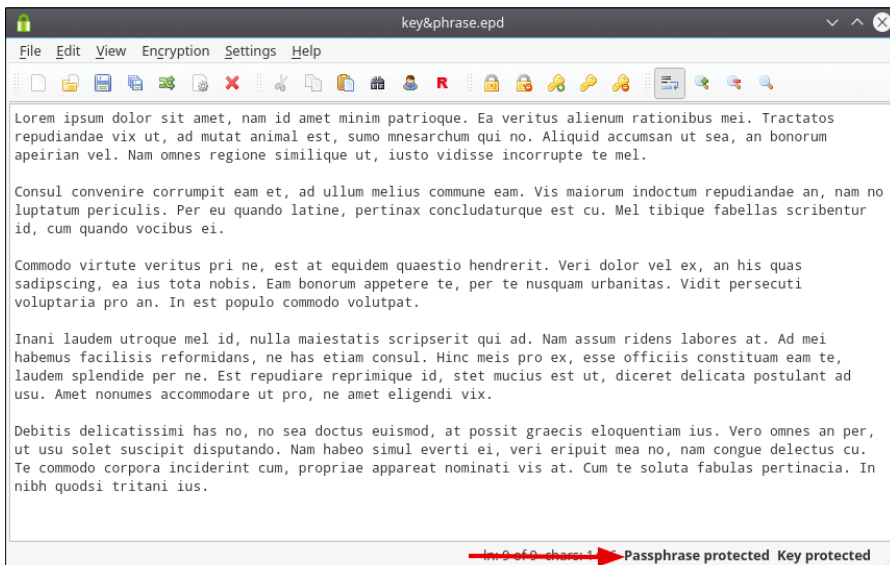 key&phrase.epd
File Edit View Encryption Settings Help
R
Lorem ipsum dolor sit amet, nam id amet minim patrioque. Ea veritus alienum rationibus mei. Tractatos
repudiandae vix ut, ad mutat animal est, sumo mnesarchum qui no. Aliquid accumsan ut sea, an bonorum
apeirian vel. Nam omnes regione similique ut, iusto vidisse incorrupte te mel.
Consul convenire corrumpit eam et, ad ullum melius commune eam. Vis maiorum indoctum repudiandae an, nam no
luptatum periculis. Per eu quando latine, pertinax concludaturque est cu. Mel tibique fabellas scribentur
id, cum quando vocibus ei.
Commodo virtute veritus pri ne, est at equidem quaestio hendrerit. Veri dolor vel ex, an his quas
sadipscing, ea ius tota nobis. Eam bonorum appetere te, per te nusquam urbanitas. Vidit persecuti
voluptaria pro an. In est populo commodo volutpat.
Inani laudem utroque mel id, nulla maiestatis scripserit qui ad. Nam assum ridens labores at. Ad mei
habemus facilisis reformidans, ne has etiam consul. Hinc meis pro ex, esse officiis constituam eam te,
laudem splendide per ne. Est repudiare reprimique id, stet mucius est ut, diceret delicata postulant ad
usu. Amet nonumes accommodare ut pro, ne amet eligendi vix.
Debitis delicatissimi has no, no sea doctus euismod, at possit graecis eloquentiam ius. Vero omnes an per,
ut usu solet suscipit disputando. Nam habeo simul everti ei, veri eripuit mea no, nam congue delectus cu.
Te commodo corpora inciderint cum, propriae appareat nominati vis at. Cum te soluta fabulas pertinacia. In
nibh quodsi tritani ius.
ln: 9 of 9 chars: Passphrase protected Key protected